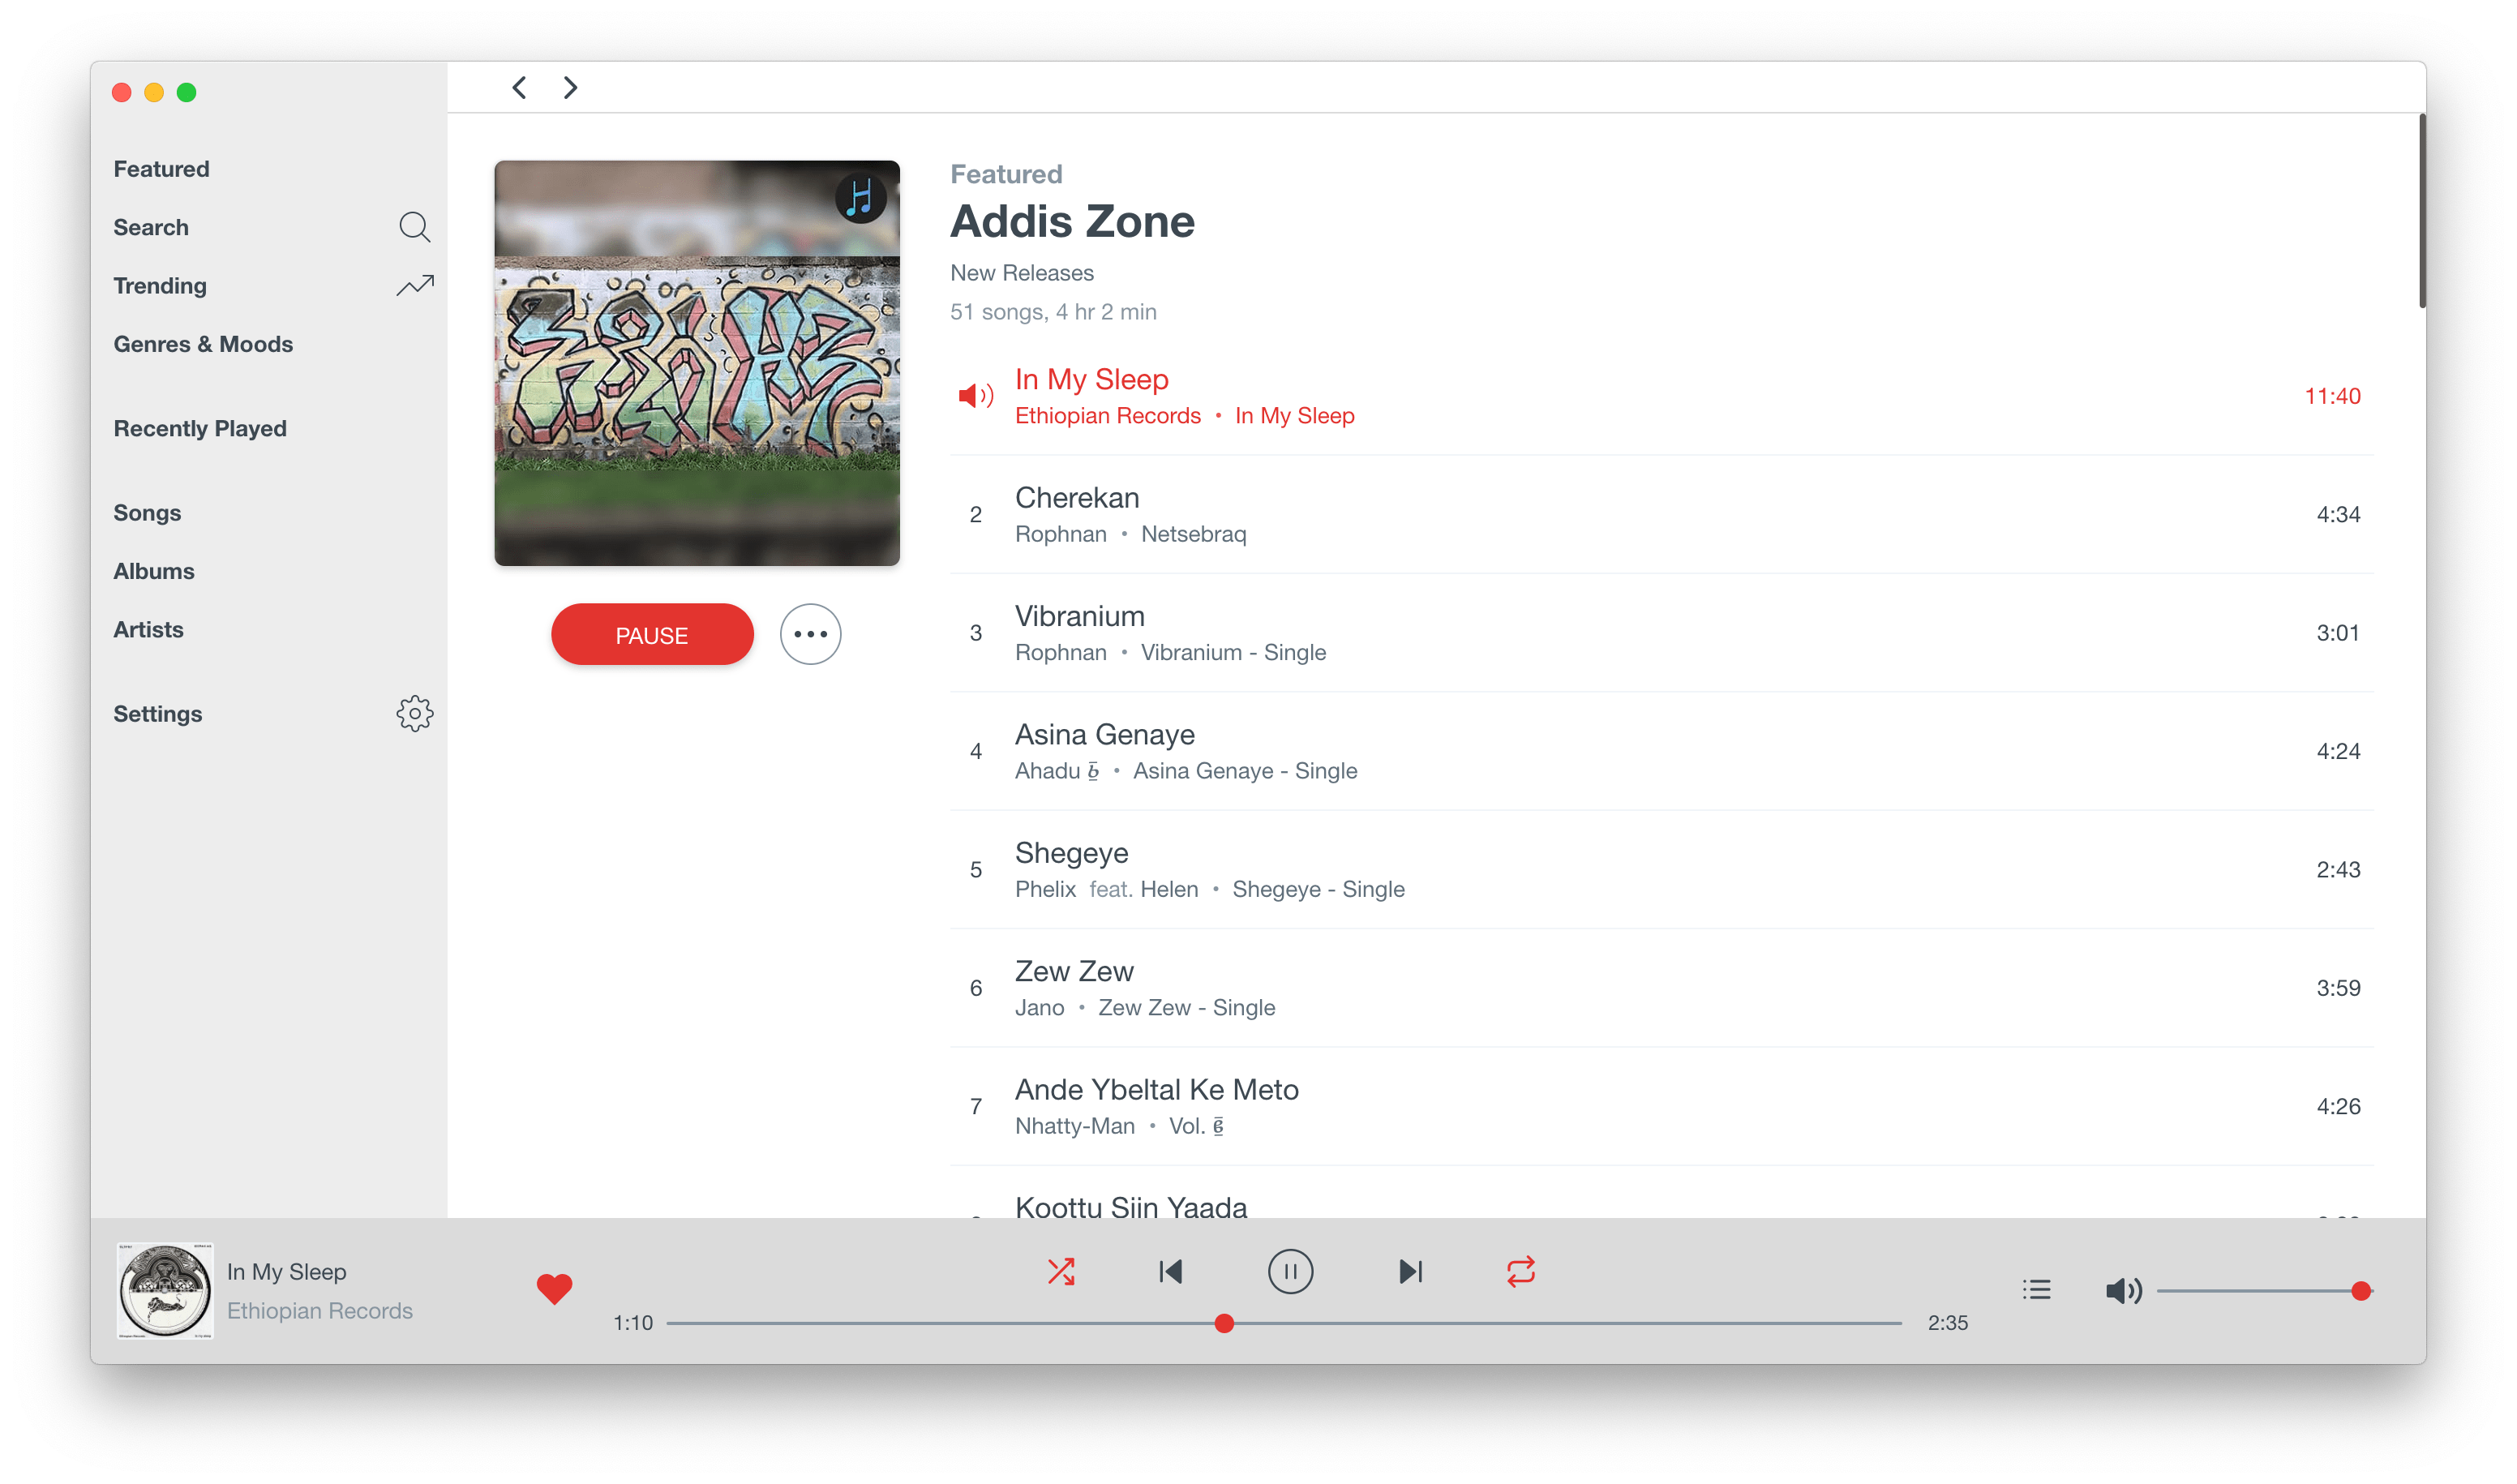 Featured
Search
Trending
Genres & Moods
Recently Played
Songs
Albums
Artists
Settings
PAUSE
Featured
Addis Zone
New Releases
51 songs, 4 hr 2 min
In My Sleep
Ethiopian Records • In My Sleep
11:40
2
Cherekan
Rophnan • Netsebraq
4:34
3
Vibranium
Rophnan • Vibranium - Single
3:01
4
Asina Genaye
Ahadu ፩ • Asina Genaye - Single
4:24
5
Shegeye
Phelix feat. Helen • Shegeye - Single
2:43
6
Zew Zew
Jano • Zew Zew - Single
3:59
7
Ande Ybeltal Ke Meto
Nhatty-Man • Vol. ፪
4:26
Koottu Siin Yaada
In My Sleep
Ethiopian Records
1:10
2:35